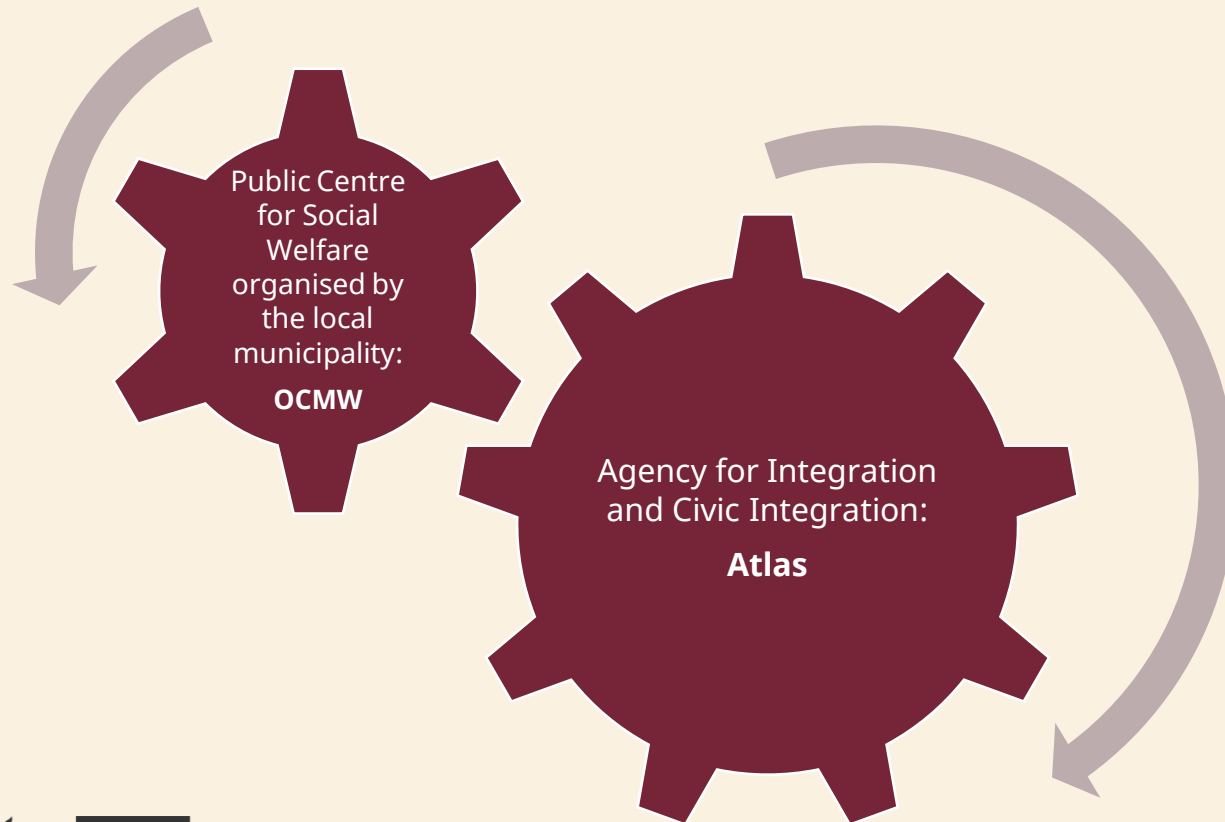 Public Centre
for Social
Welfare
organised by
the local
municipality:
OCMW
Agency for Integration
and Civic Integration:
Atlas